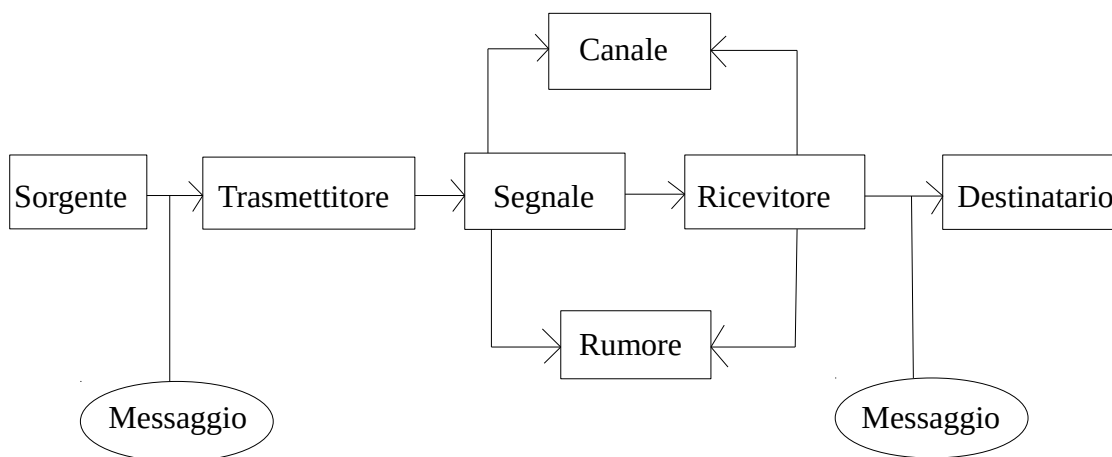 Canale
Sorgente
Trasmettitore
Segnale
Ricevitore
Destinatario
Rumore
Messaggio
Messaggio